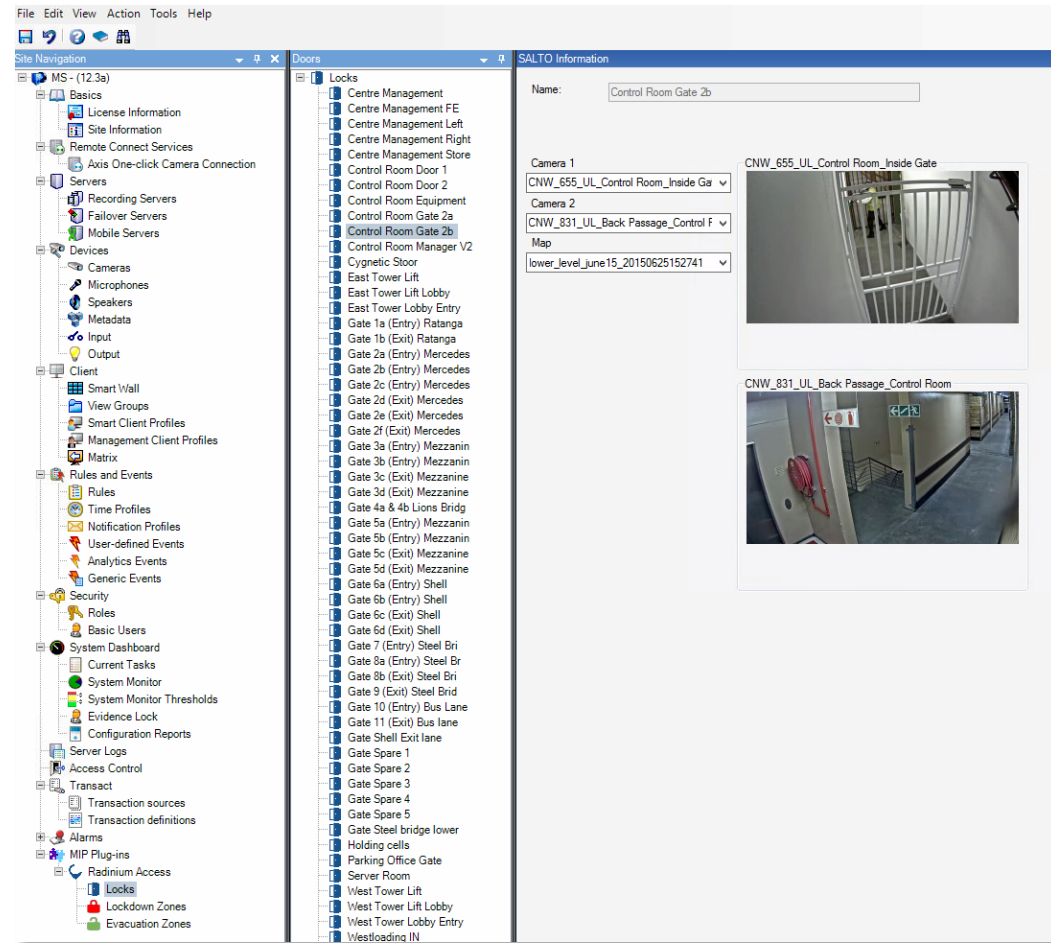 File Edit View Action Tools Help
Site Navigation
MS - (12.3a)
Basics
License Information
Site Information
Remote Connect Services
Axis One-click Camera Connection
Servers
Recording Servers
Failover Servers
Mobile Servers
Devices
Cameras
Microphones
Speakers
Metadata
Input
Output
Client
Smart Wall
View Groups
Smart Client Profiles
Management Client Profiles
Matrix
Rules and Events
Rules
Time Profiles
Notification Profiles
User-defined Events
Analytics Events
Generic Events
Security
Roles
Basic Users
System Dashboard
Current Tasks
System Monitor
System Monitor Thresholds
Evidence Lock
Configuration Reports
Server Logs
Access Control
Transact
Transaction sources
Transaction definitions
Alarms
MIP Plug-ins
Radinium Access
Locks
Lockdown Zones
Evacuation Zones
Doors
Locks
Centre Management
Centre Management FE
Centre Management Left
Centre Management Right
Centre Management Store
Control Room Door 1
Control Room Door 2
Control Room Equipment
Control Room Gate 2a
Control Room Gate 2b
Control Room Manager V2
Cygnetic Stoor
East Tower Lift
East Tower Lift Lobby
East Tower Lobby Entry
Gate 1a (Entry) Ratanga
Gate 1b (Exit) Ratanga
Gate 2a (Entry) Mercedes
Gate 2b (Entry) Mercedes
Gate 2c (Entry) Mercedes
Gate 2d (Exit) Mercedes
Gate 2e (Exit) Mercedes
Gate 2f (Exit) Mercedes
Gate 3a (Entry) Mezzanin
Gate 3b (Entry) Mezzanin
Gate 3c (Exit) Mezzanine
Gate 3d (Exit) Mezzanine
Gate 4a & 4b Lions Bridg
Gate 5a (Entry) Mezzanin
Gate 5b (Entry) Mezzanin
Gate 5c (Exit) Mezzanine
Gate 5d (Exit) Mezzanine
Gate 6a (Entry) Shell
Gate 6b (Entry) Shell
Gate 6c (Exit) Shell
Gate 6d (Exit) Shell
Gate 7 (Entry) Steel Bri
Gate 8a (Entry) Steel Br
Gate 8b (Exit) Steel Bri
Gate 9 (Exit) Steel Brid
Gate 10 (Entry) Bus Lane
Gate 11 (Exit) Bus lane
Gate Shell Exit lane
Gate Spare 1
Gate Spare 2
Gate Spare 3
Gate Spare 4
Gate Spare 5
Gate Steel bridge lower
Holding cells
Parking Office Gate
Server Room
West Tower Lift
West Tower Lift Lobby
West Tower Lobby Entry
Westloading IN
SALTO Information
Name: Control Room Gate 2b
Camera 1
CNW_655_UL_Control Room_Inside Ga
Camera 2
CNW_831_UL_Back Passage_Control F
Map
lower_level_june15_20150625152741
CNW_655_UL_Control Room_Inside Gate
CNW_831_UL_Back Passage_Control Room